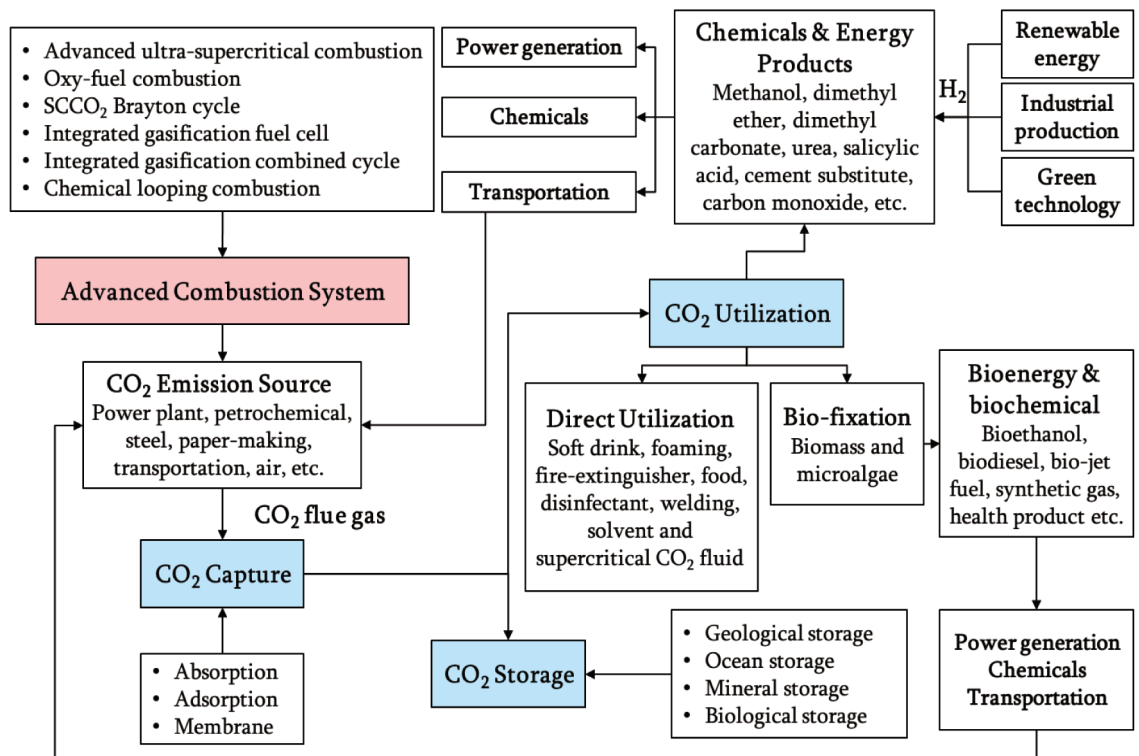 • Advanced ultra-supercritical combustion
• Oxy-fuel combustion
• SCCO₂ Brayton cycle
• Integrated gasification fuel cell
• Integrated gasification combined cycle
• Chemical looping combustion
Power generation
Chemicals
Transportation
Chemicals & Energy
Products
Methanol, dimethyl
ether, dimethyl
carbonate, urea, salicylic
acid, cement substitute,
carbon monoxide, etc.
H₂
Renewable
energy
Industrial
production
Green
technology
Advanced Combustion System
CO₂ Utilization
CO₂ Emission Source
Power plant, petrochemical,
steel, paper-making,
transportation, air, etc.
Direct Utilization
Soft drink, foaming,
fire-extinguisher, food,
disinfectant, welding,
solvent and
supercritical CO₂ fluid
Bio-fixation
Biomass and
microalgae
Bioenergy &
biochemical
Bioethanol,
biodiesel, bio-jet
fuel, synthetic gas,
health product etc.
CO₂ flue gas
CO₂ Capture
• Absorption
• Adsorption
• Membrane
CO₂ Storage
• Geological storage
• Ocean storage
• Mineral storage
• Biological storage
Power generation
Chemicals
Transportation